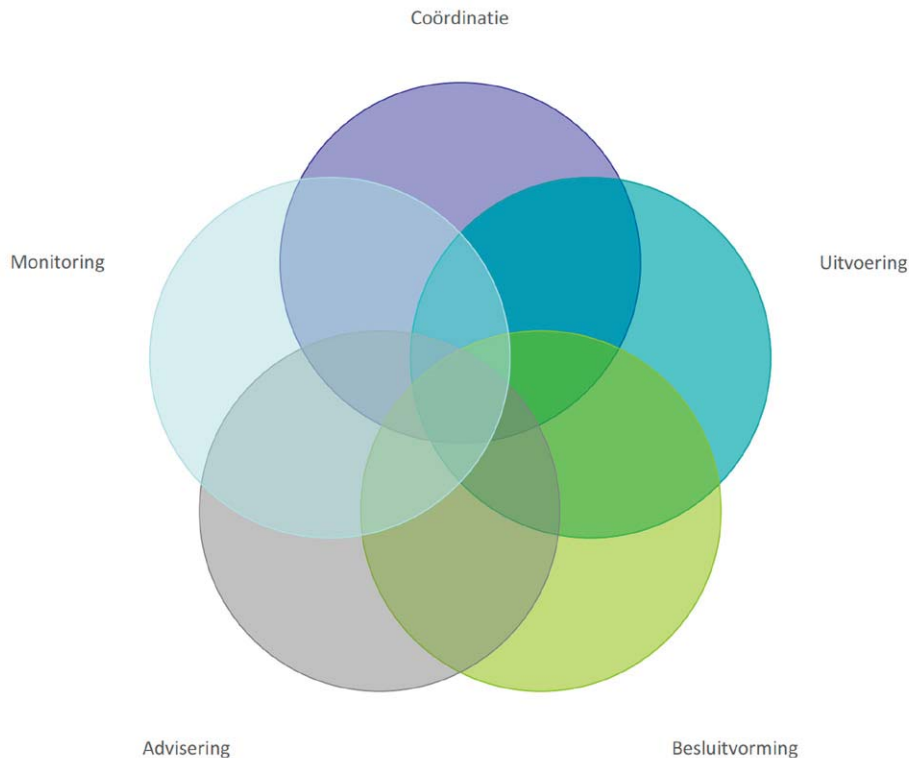 Coördinatie
Monitoring
Uitvoering
Advisering
Besluitvorming